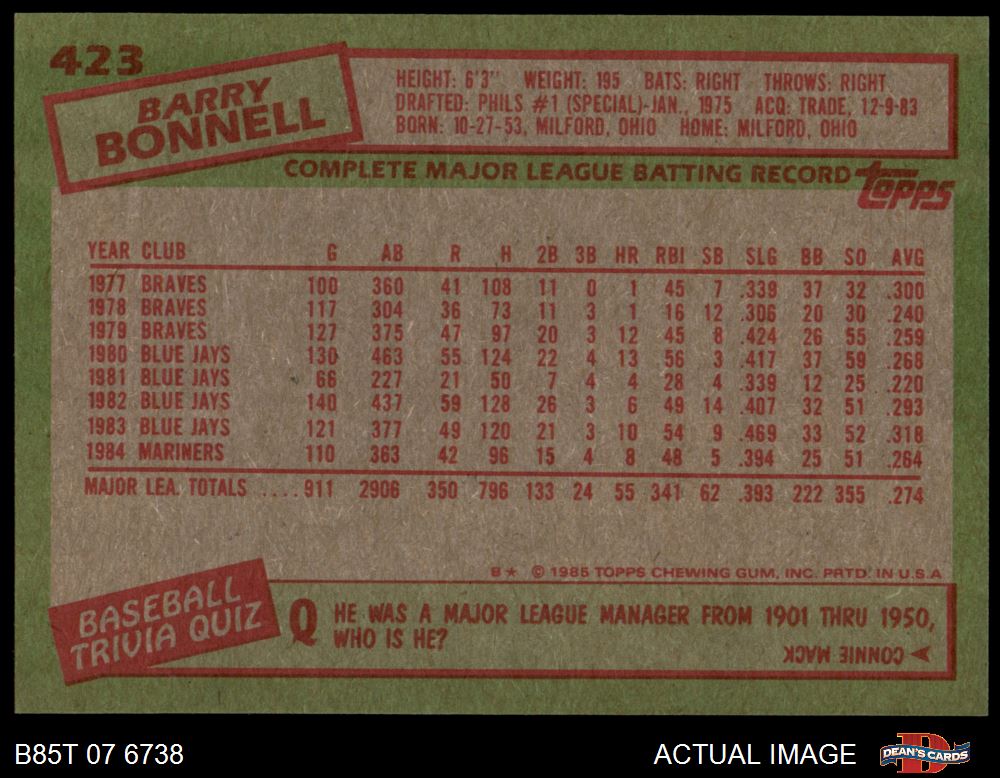 423
BARRY
BONNELL
HEIGHT: 6'3" WEIGHT: 195 BATS: RIGHT THROWS: RIGHT
DRAFTED: PHILS #1 (SPECIAL)-JAN., 1975 ACQ: TRADE, 12-9-83
BORN: 10-27-53, MILFORD, OHIO HOME: MILFORD, OHIO
COMPLETE MAJOR LEAGUE BATTING RECORD topps
YEAR CLUB G AB R H 2B 3B HR RBI SB SLG BB SO AVG
1977 BRAVES 100 360 41 108 11 0 1 45 7 .339 37 32 .300
1978 BRAVES 117 304 36 73 11 3 1 16 12 .306 20 30 .240
1979 BRAVES 127 375 47 97 20 3 12 45 8 .424 26 55 .259
1980 BLUE JAYS 130 463 55 124 22 4 13 56 3 .417 37 59 .268
1981 BLUE JAYS 66 227 21 50 7 4 4 28 4 .339 12 25 .220
1982 BLUE JAYS 140 437 59 128 26 3 6 49 14 .407 32 51 .293
1983 BLUE JAYS 121 377 49 120 21 3 10 54 9 .469 33 52 .318
1984 MARINERS 110 363 42 96 15 4 8 48 5 .394 25 51 .264
MAJOR LEA. TOTALS .... 911 2906 350 796 133 24 55 341 62 .393 222 355 .274
B★ © 1985 TOPPS CHEWING GUM, INC. PRTD. IN U.S.A
BASEBALL
TRIVIA QUIZ
Q HE WAS A MAJOR LEAGUE MANAGER FROM 1901 THRU 1950,
WHO IS HE?
CONNIE MACK
B85T 07 6738
ACTUAL IMAGE
DEAN'S CARDS